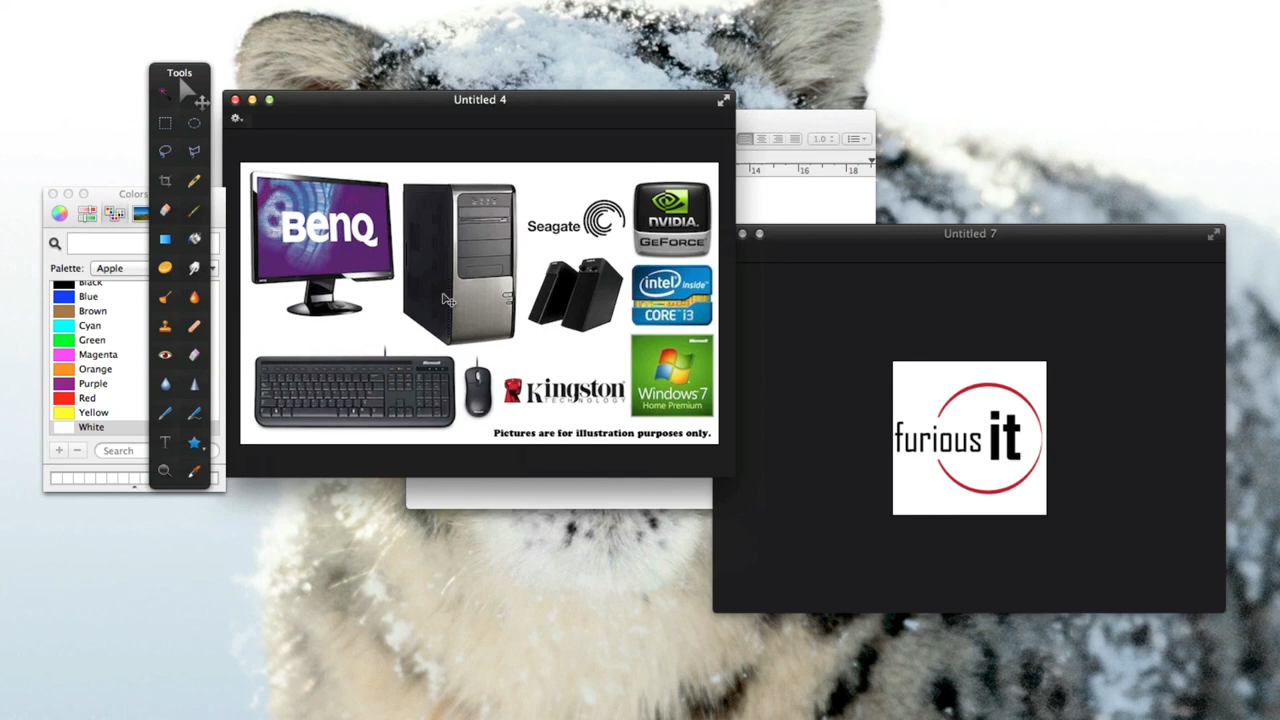 Tools
Untitled 4
1.0
14 16 18
Colors
Palette: Apple
Black
Blue
Brown
Cyan
Green
Magenta
Orange
Purple
Red
Yellow
White
Search
T
BenQ
Seagate
NVIDIA.
GEFORCE
intel inside
CORE i3
Microsoft
Kingston
TECHNOLOGY
Windows 7
Home Premium
Pictures are for illustration purposes only.
Untitled 7
furious it